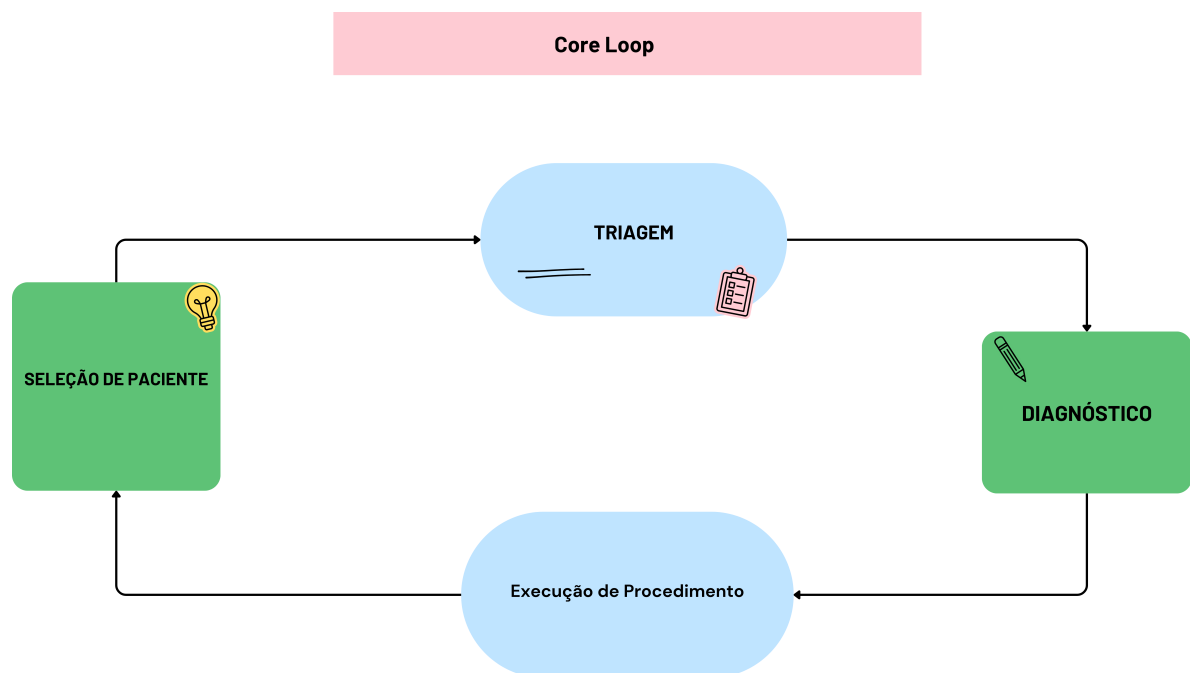 Core Loop
TRIAGEM
SELEÇÃO DE PACIENTE
DIAGNÓSTICO
Execução de Procedimento